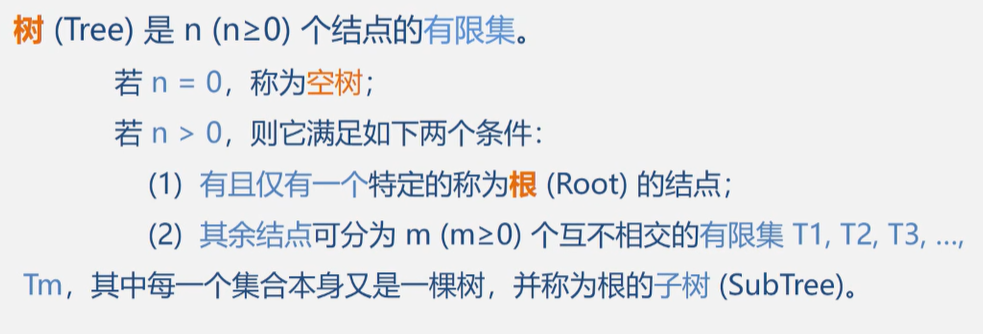 树 (Tree) 是 n (n≥0) 个结点的有限集。
若 n = 0，称为空树；
若 n > 0，则它满足如下两个条件：
(1) 有且仅有一个特定的称为根 (Root) 的结点；
(2) 其余结点可分为 m (m≥0) 个互不相交的有限集 T1, T2, T3, …,
Tm，其中每一个集合本身又是一棵树，并称为根的子树 (SubTree)。